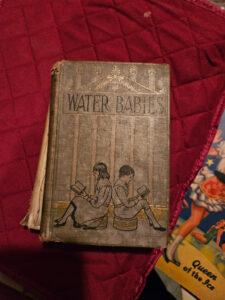 WATER BABIES
Queen
of the Ice